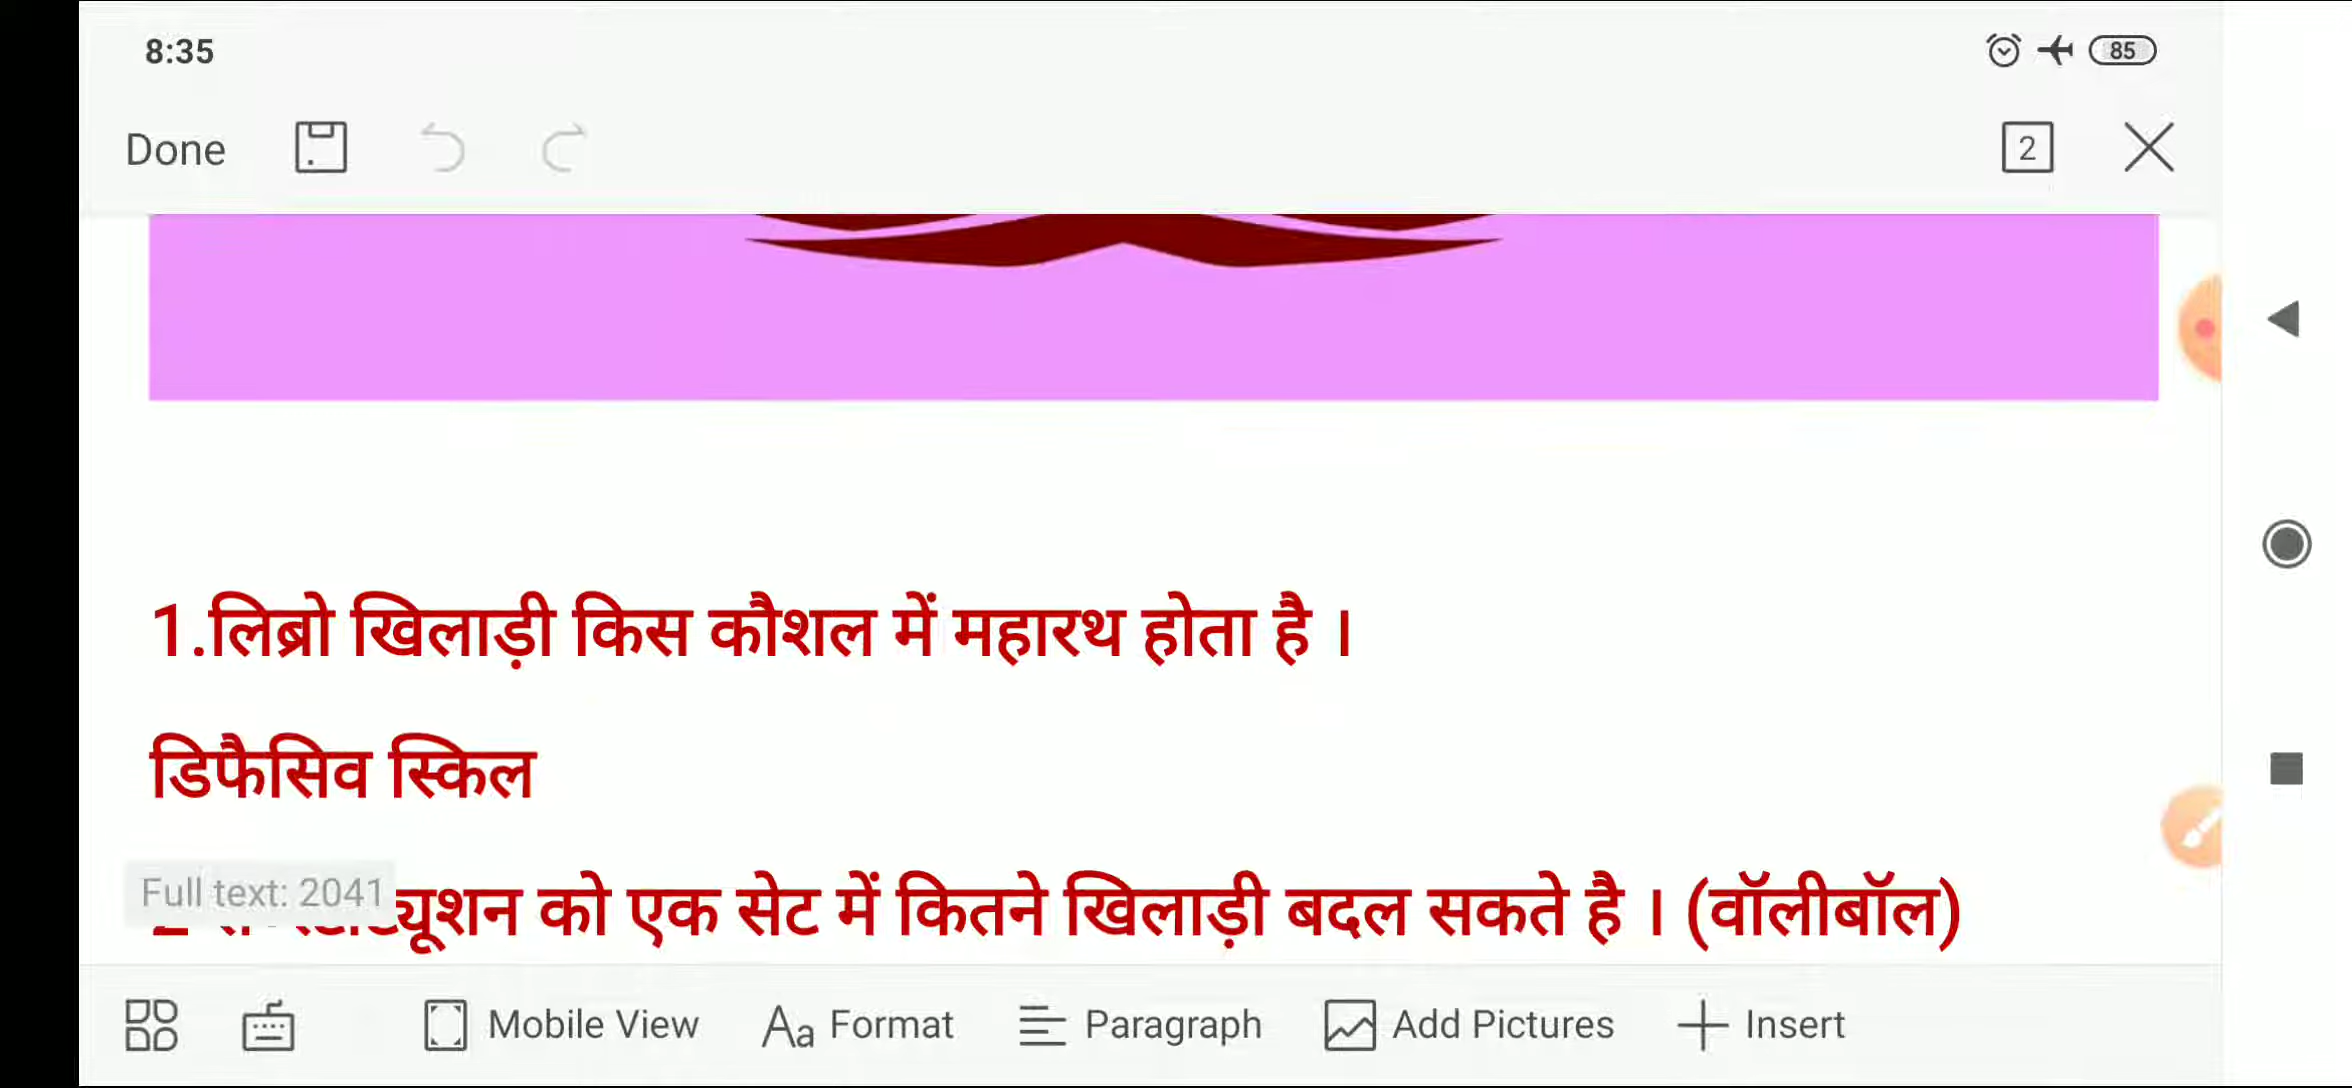 8:35
85
Done
2
1.लिब्रो खिलाड़ी किस कौशल में महारथ होता है ।
डिफैसिव स्किल
Full text: 2041
को एक सेट में कितने खिलाड़ी बदल सकते है । (वॉलीबॉल)
Mobile View
Aa Format
Paragraph
Add Pictures
Insert